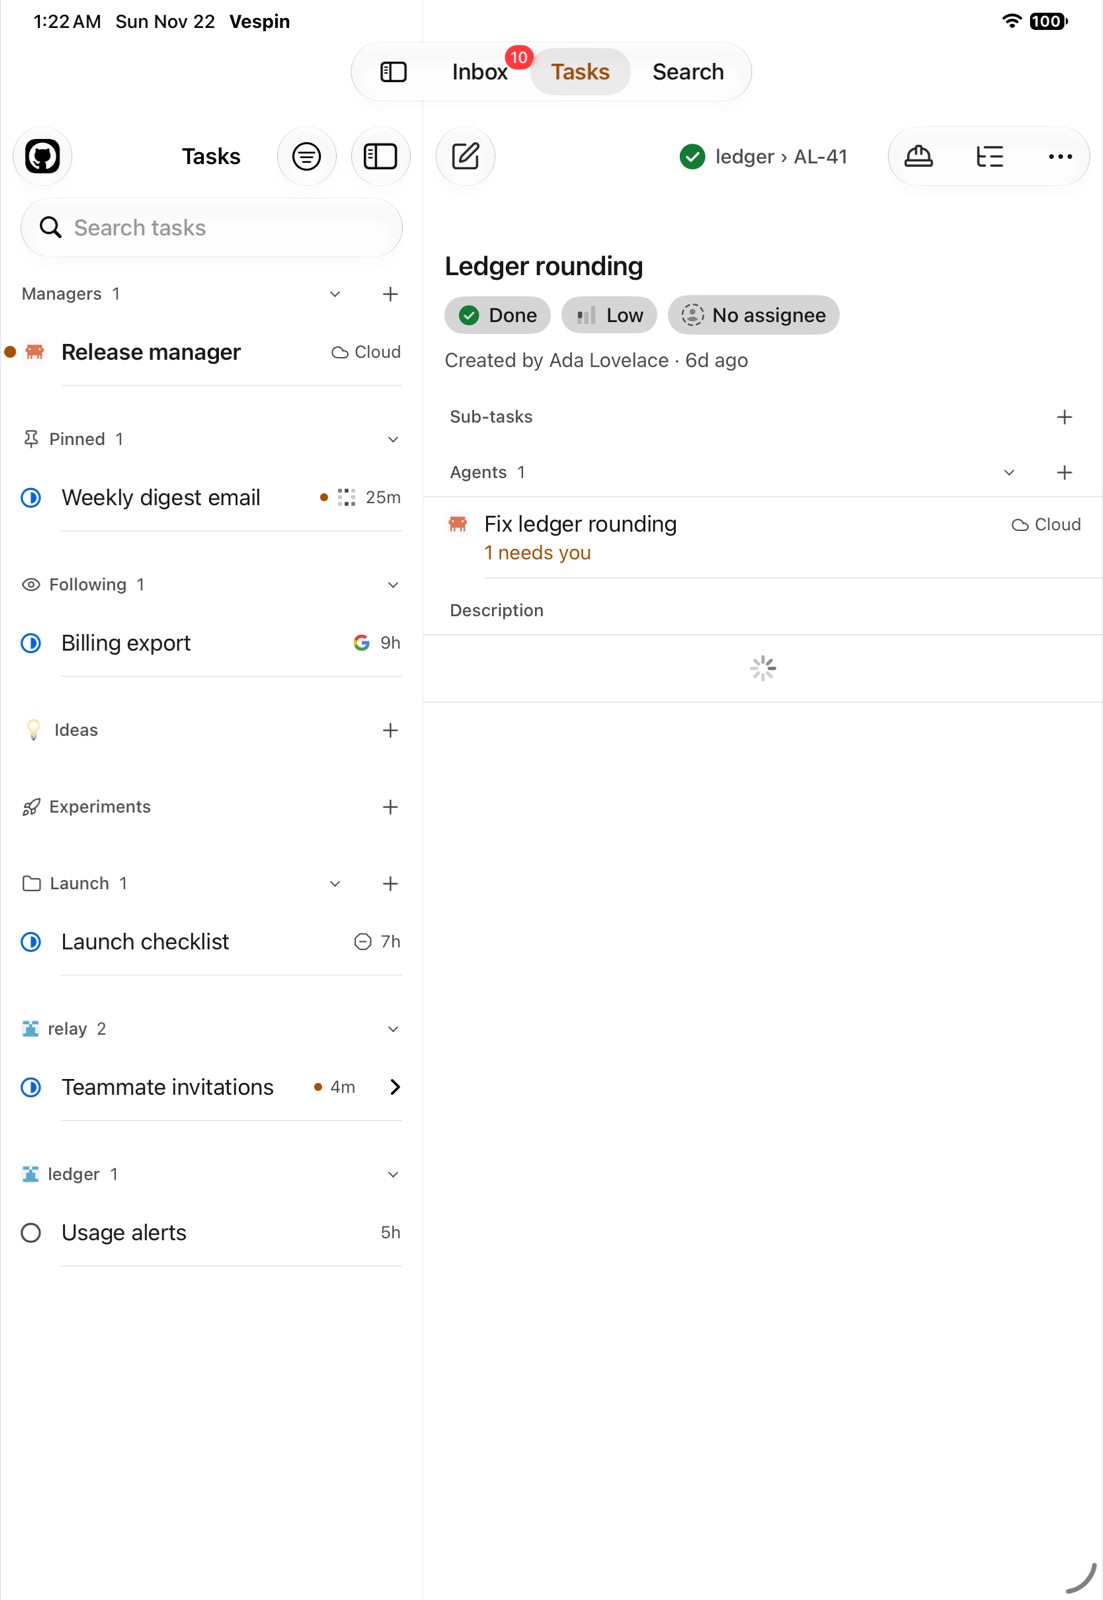 1:22 AM Sun Nov 22 Vespin
100
Inbox 10 Tasks Search
Tasks
ledger › AL-41
Search tasks
Managers 1
Release manager Cloud
Pinned 1
Weekly digest email 25m
Following 1
Billing export 9h
Ideas
Experiments
Launch 1
Launch checklist 7h
relay 2
Teammate invitations 4m
ledger 1
Usage alerts 5h
Ledger rounding
Done Low No assignee
Created by Ada Lovelace · 6d ago
Sub-tasks
Agents 1
Fix ledger rounding Cloud
1 needs you
Description